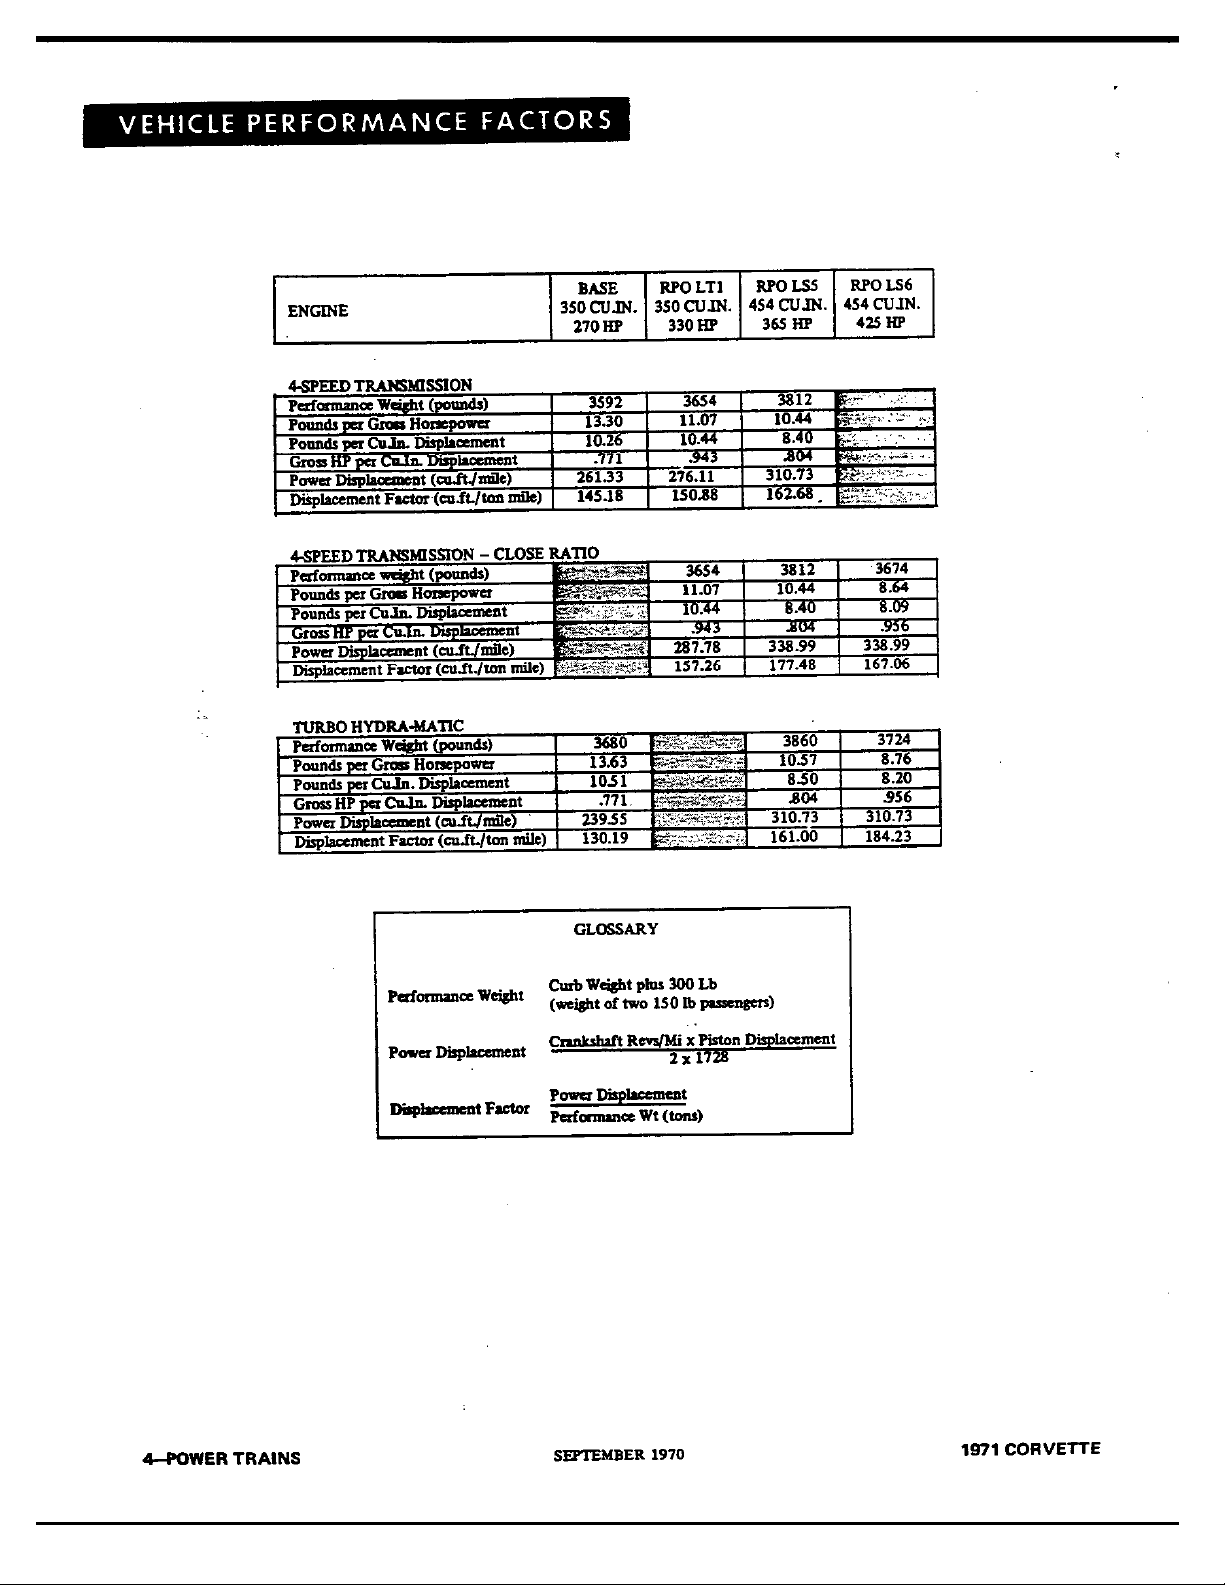 VEHICLE PERFORMANCE FACTORS
ENGINE
BASE 350 CU.IN. 270 HP
RPO LT1 350 CU.IN. 330 HP
RPO LS5 454 CU.IN. 365 HP
RPO LS6 454 CU.IN. 425 HP
4-SPEED TRANSMISSION
Performance Weight (pounds) 3592 3654 3812
Pounds per Gross Horsepower 13.30 11.07 10.44
Pounds per Cu.In. Displacement 10.26 10.44 8.40
Gross HP per Cu.In. Displacement .771 .943 .804
Power Displacement (cu.ft./mile) 261.33 276.11 310.73
Displacement Factor (cu.ft./ton mile) 145.18 150.88 162.68
4-SPEED TRANSMISSION – CLOSE RATIO
Performance weight (pounds) 3654 3812 3674
Pounds per Gross Horsepower 11.07 10.44 8.64
Pounds per Cu.In. Displacement 10.44 8.40 8.09
Gross HP per Cu.In. Displacement .943 .804 .956
Power Displacement (cu.ft./mile) 287.78 338.99 338.99
Displacement Factor (cu.ft./ton mile) 157.26 177.48 167.06
TURBO HYDRA-MATIC
Performance Weight (pounds) 3680 3860 3724
Pounds per Gross Horsepower 13.63 10.57 8.76
Pounds per Cu.In. Displacement 10.51 8.50 8.20
Gross HP per Cu.In. Displacement .771 .804 .956
Power Displacement (cu.ft./mile) 239.55 310.73 310.73
Displacement Factor (cu.ft./ton mile) 130.19 161.00 184.23
GLOSSARY
Performance Weight
Curb Weight plus 300 Lb
(weight of two 150 lb passengers)
Power Displacement
Crankshaft Revs/Mi x Piston Displacement
2 x 1728
Displacement Factor
Power Displacement
Performance Wt (tons)
4—POWER TRAINS
SEPTEMBER 1970
1971 CORVETTE